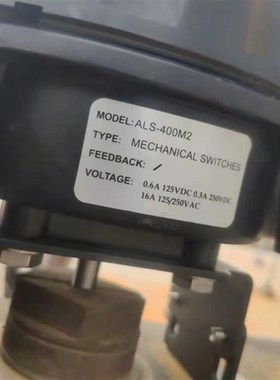 MODEL:ALS-400M2
TYPE: MECHANICAL SWITCHES
FEEDBACK: /
VOLTAGE: 0.6A 125VDC 0.3A 250VDC
16A 125/250VAC